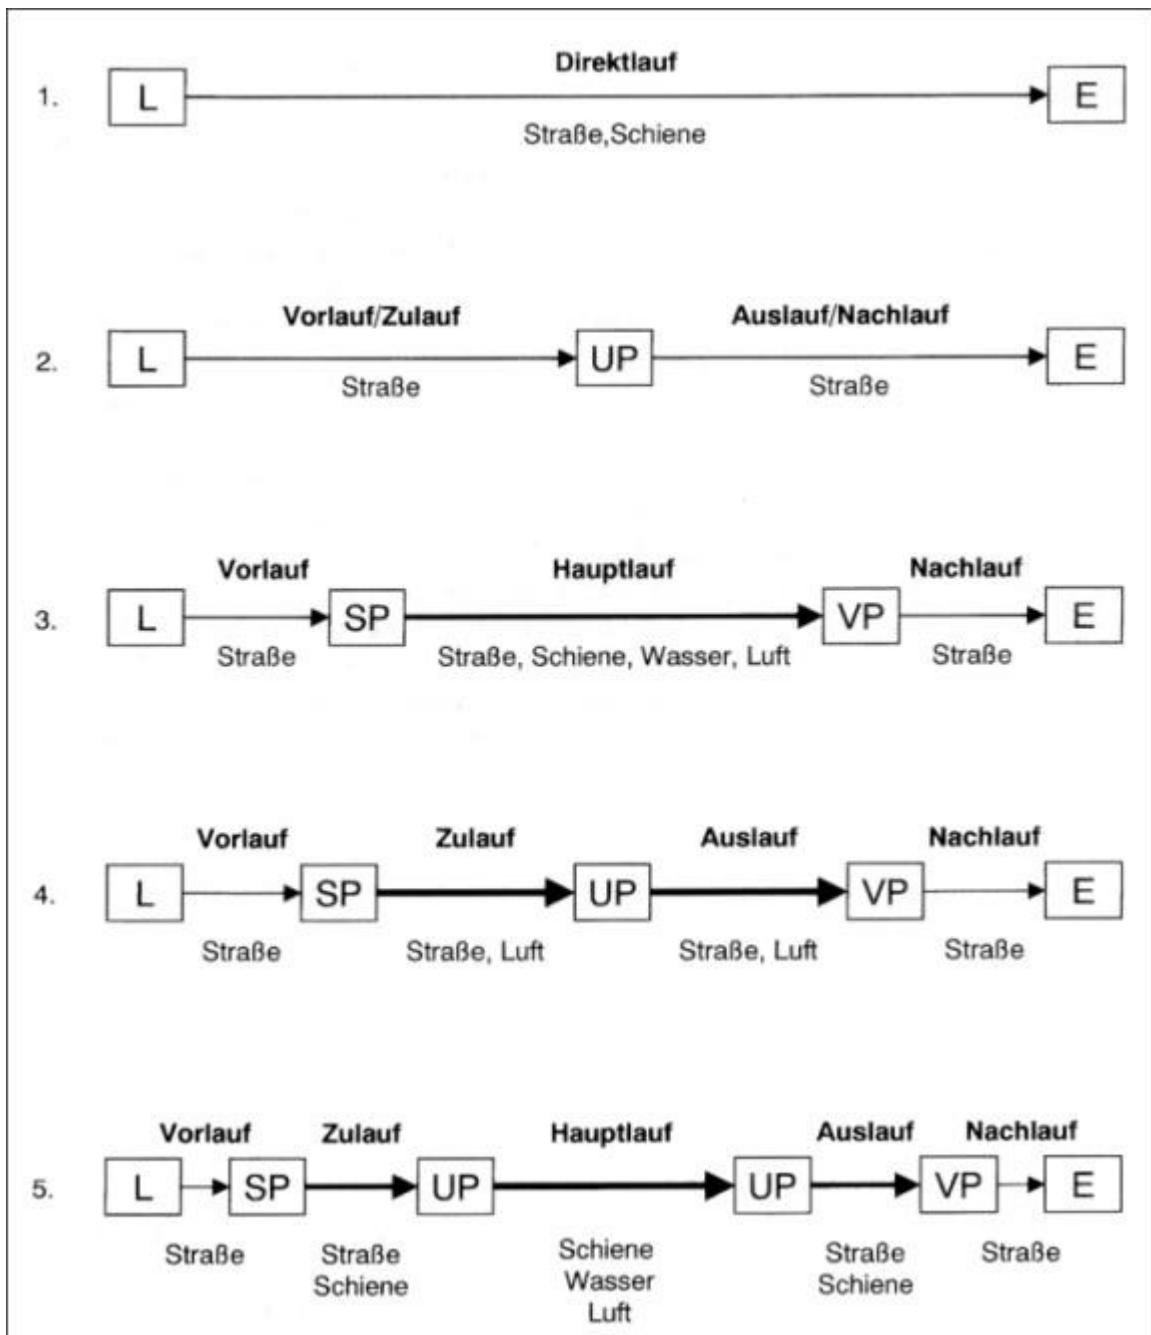 Direktlauf
1. L E
Straße,Schiene
Vorlauf/Zulauf Auslauf/Nachlauf
2. L UP E
Straße Straße
Vorlauf Hauptlauf Nachlauf
3. L SP VP E
Straße Straße, Schiene, Wasser, Luft Straße
Vorlauf Zulauf Auslauf Nachlauf
4. L SP UP VP E
Straße Straße, Luft Straße, Luft Straße
Vorlauf Zulauf Hauptlauf Auslauf Nachlauf
5. L SP UP UP VP E
Straße Straße Schiene Straße Straße
Schiene Wasser Schiene
Luft